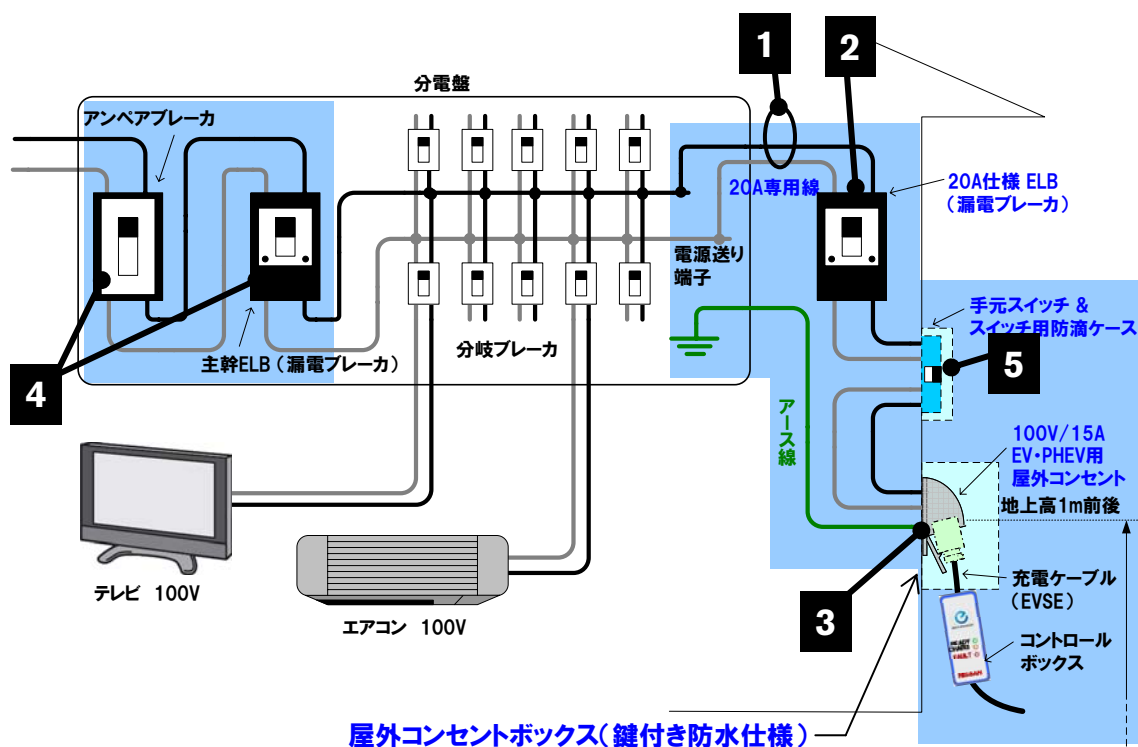 1
2
分電盤
アンペアブレーカ
20A専用線
20A仕様 ELB
(漏電ブレーカ)
電源送り
端子
手元スイッチ &
スイッチ用防滴ケース
主幹ELB(漏電ブレーカ)
分岐ブレーカ
4
5
アース線
100V/15A
EV・PHEV用
屋外コンセント
地上高1m前後
テレビ 100V
エアコン 100V
3
充電ケーブル
(EVSE)
コントロール
ボックス
READY
FAULT
NISSAN
屋外コンセントボックス(鍵付き防水仕様)